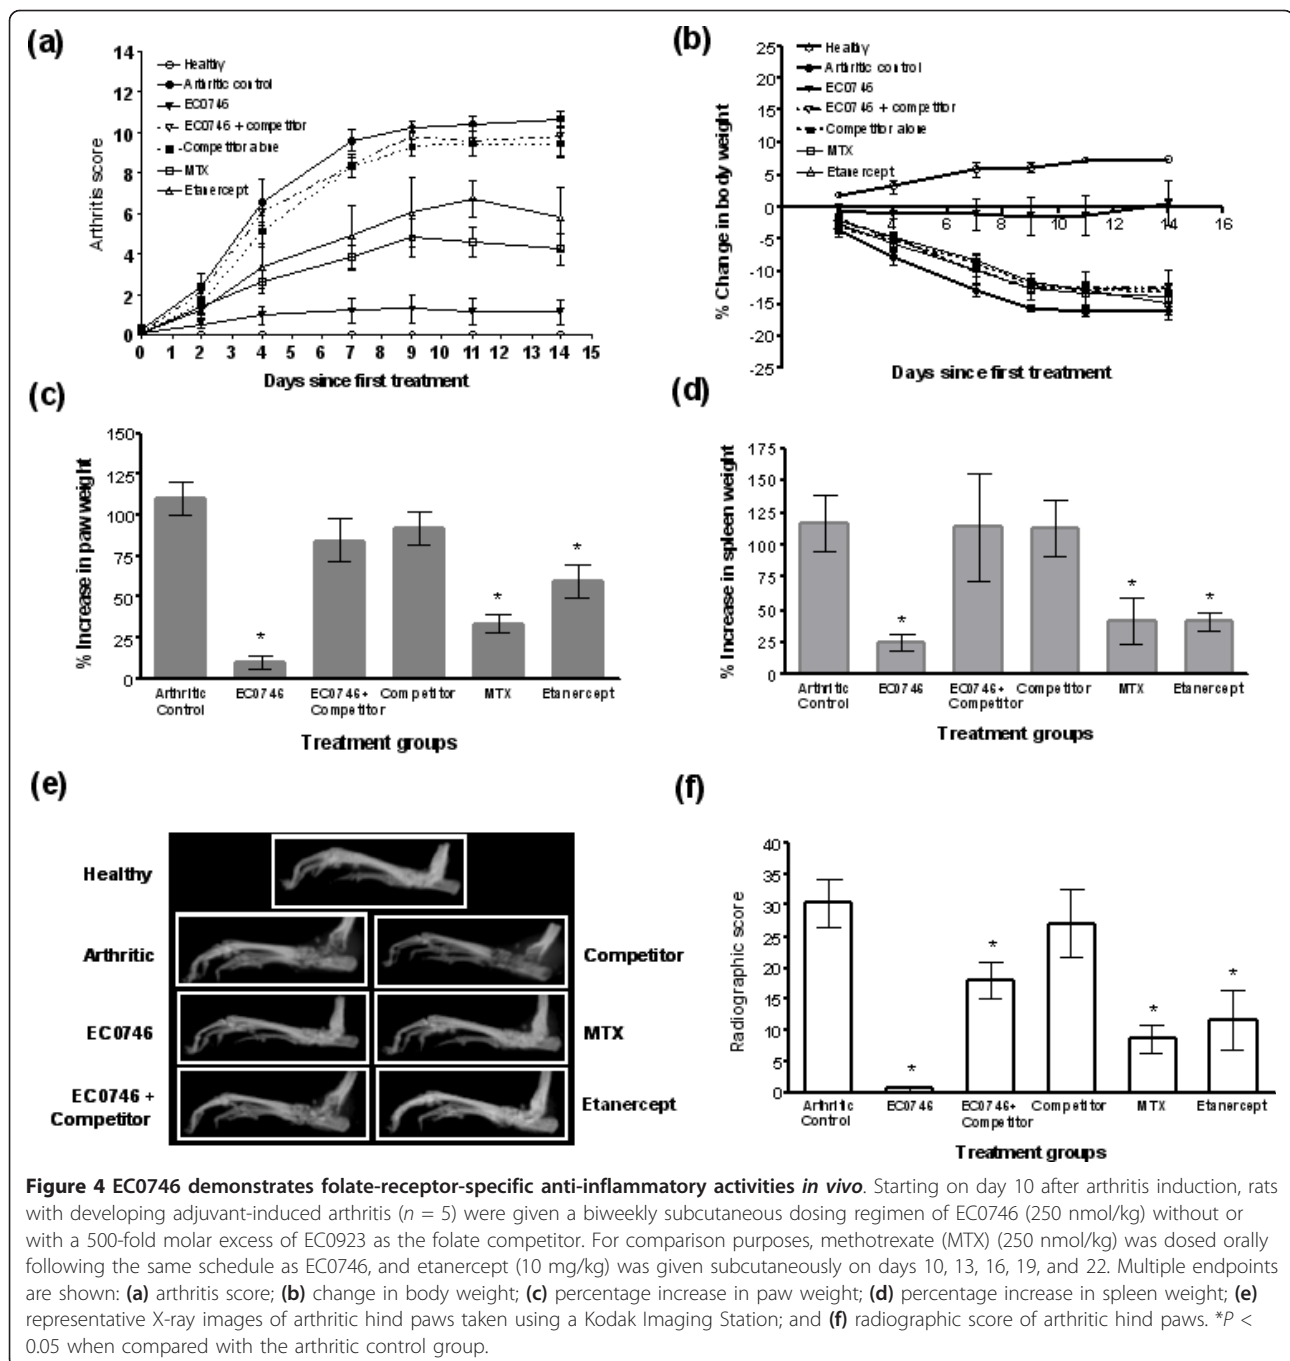 (a)
14
12
10
8
6
4
2
0
Arthritis score
Healthy
Arthritic control
EC0746
EC0746 + competitor
Competitor alone
MTX
Etanercept
0 1 2 3 4 5 6 7 8 9 10 11 12 13 14 15
Days since first treatment
(b)
25
20
15
10
5
0
-5
-10
-15
-20
-25
% Change in body weight
Healthy
Arthritic control
EC0746
EC0746 + competitor
Competitor alone
MTX
Etanercept
4 6 8 10 12 14 16
Days since first treatment
(c)
150
125
100
75
50
25
0
% Increase in paw weight
* * *
Arthritic Control EC0746 EC0746+ Competitor Competitor MTX Etanercept
Treatment groups
(d)
175
150
125
100
75
50
25
0
% Increase in spleen weight
* * *
Arthritic Control EC0746 EC0746+ Competitor Competitor MTX Etanercept
Treatment groups
(e)
Healthy
Arthritic
Competitor
EC0746
MTX
EC0746 +
Competitor
Etanercept
(f)
40
35
30
25
20
15
10
5
0
Radiographic score
* * * *
Arthritic Control EC0746 EC0746+ Competitor Competitor MTX Etanercept
Treatment groups
Figure 4 EC0746 demonstrates folate-receptor-specific anti-inflammatory activities in vivo. Starting on day 10 after arthritis induction, rats
with developing adjuvant-induced arthritis (n = 5) were given a biweekly subcutaneous dosing regimen of EC0746 (250 nmol/kg) without or
with a 500-fold molar excess of EC0923 as the folate competitor. For comparison purposes, methotrexate (MTX) (250 nmol/kg) was dosed orally
following the same schedule as EC0746, and etanercept (10 mg/kg) was given subcutaneously on days 10, 13, 16, 19, and 22. Multiple endpoints
are shown: (a) arthritis score; (b) change in body weight; (c) percentage increase in paw weight; (d) percentage increase in spleen weight; (e)
representative X-ray images of arthritic hind paws taken using a Kodak Imaging Station; and (f) radiographic score of arthritic hind paws. *P <
0.05 when compared with the arthritic control group.